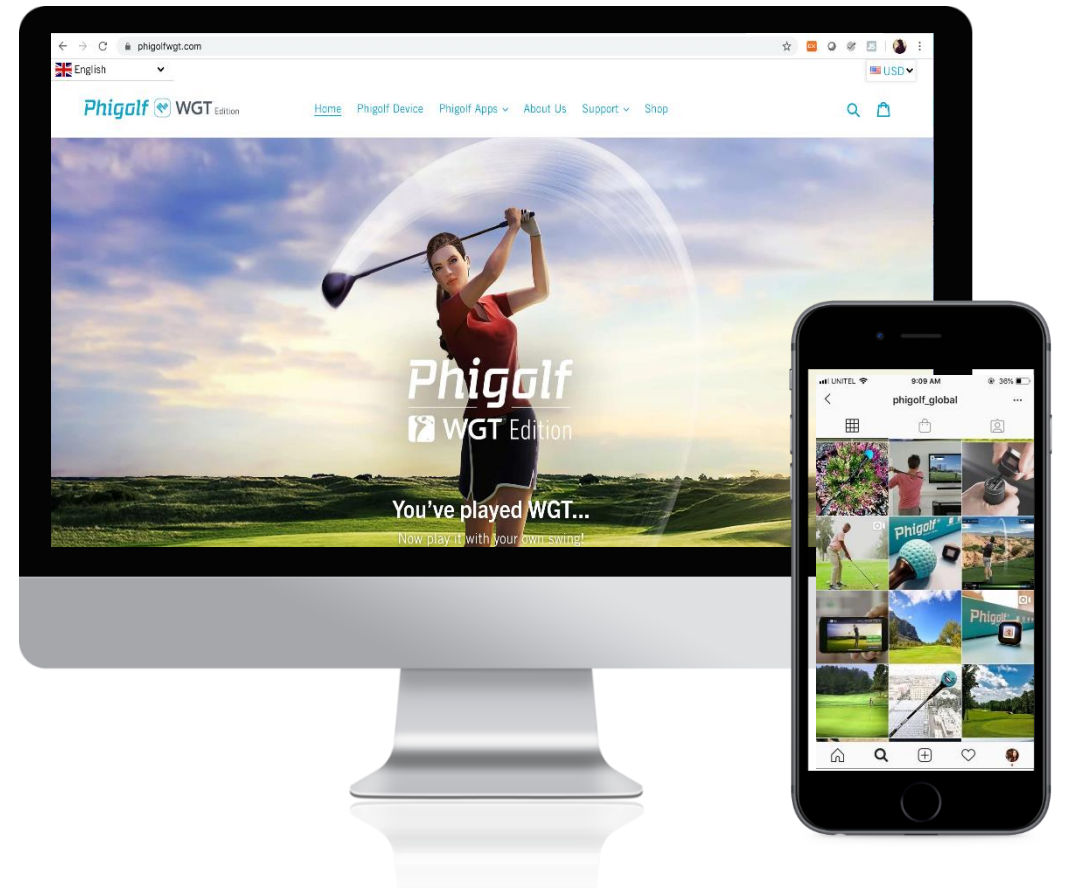 phigolfwgt.com
English
USD
Phigolf WGT Edition
Home Phigolf Device Phigolf Apps About Us Support Shop
Phigolf
WGT Edition
You've played WGT...
Now play it with your own swing!
UNITEL 9:09 AM 36%
phigolf_global
Phigolf
Phigolf